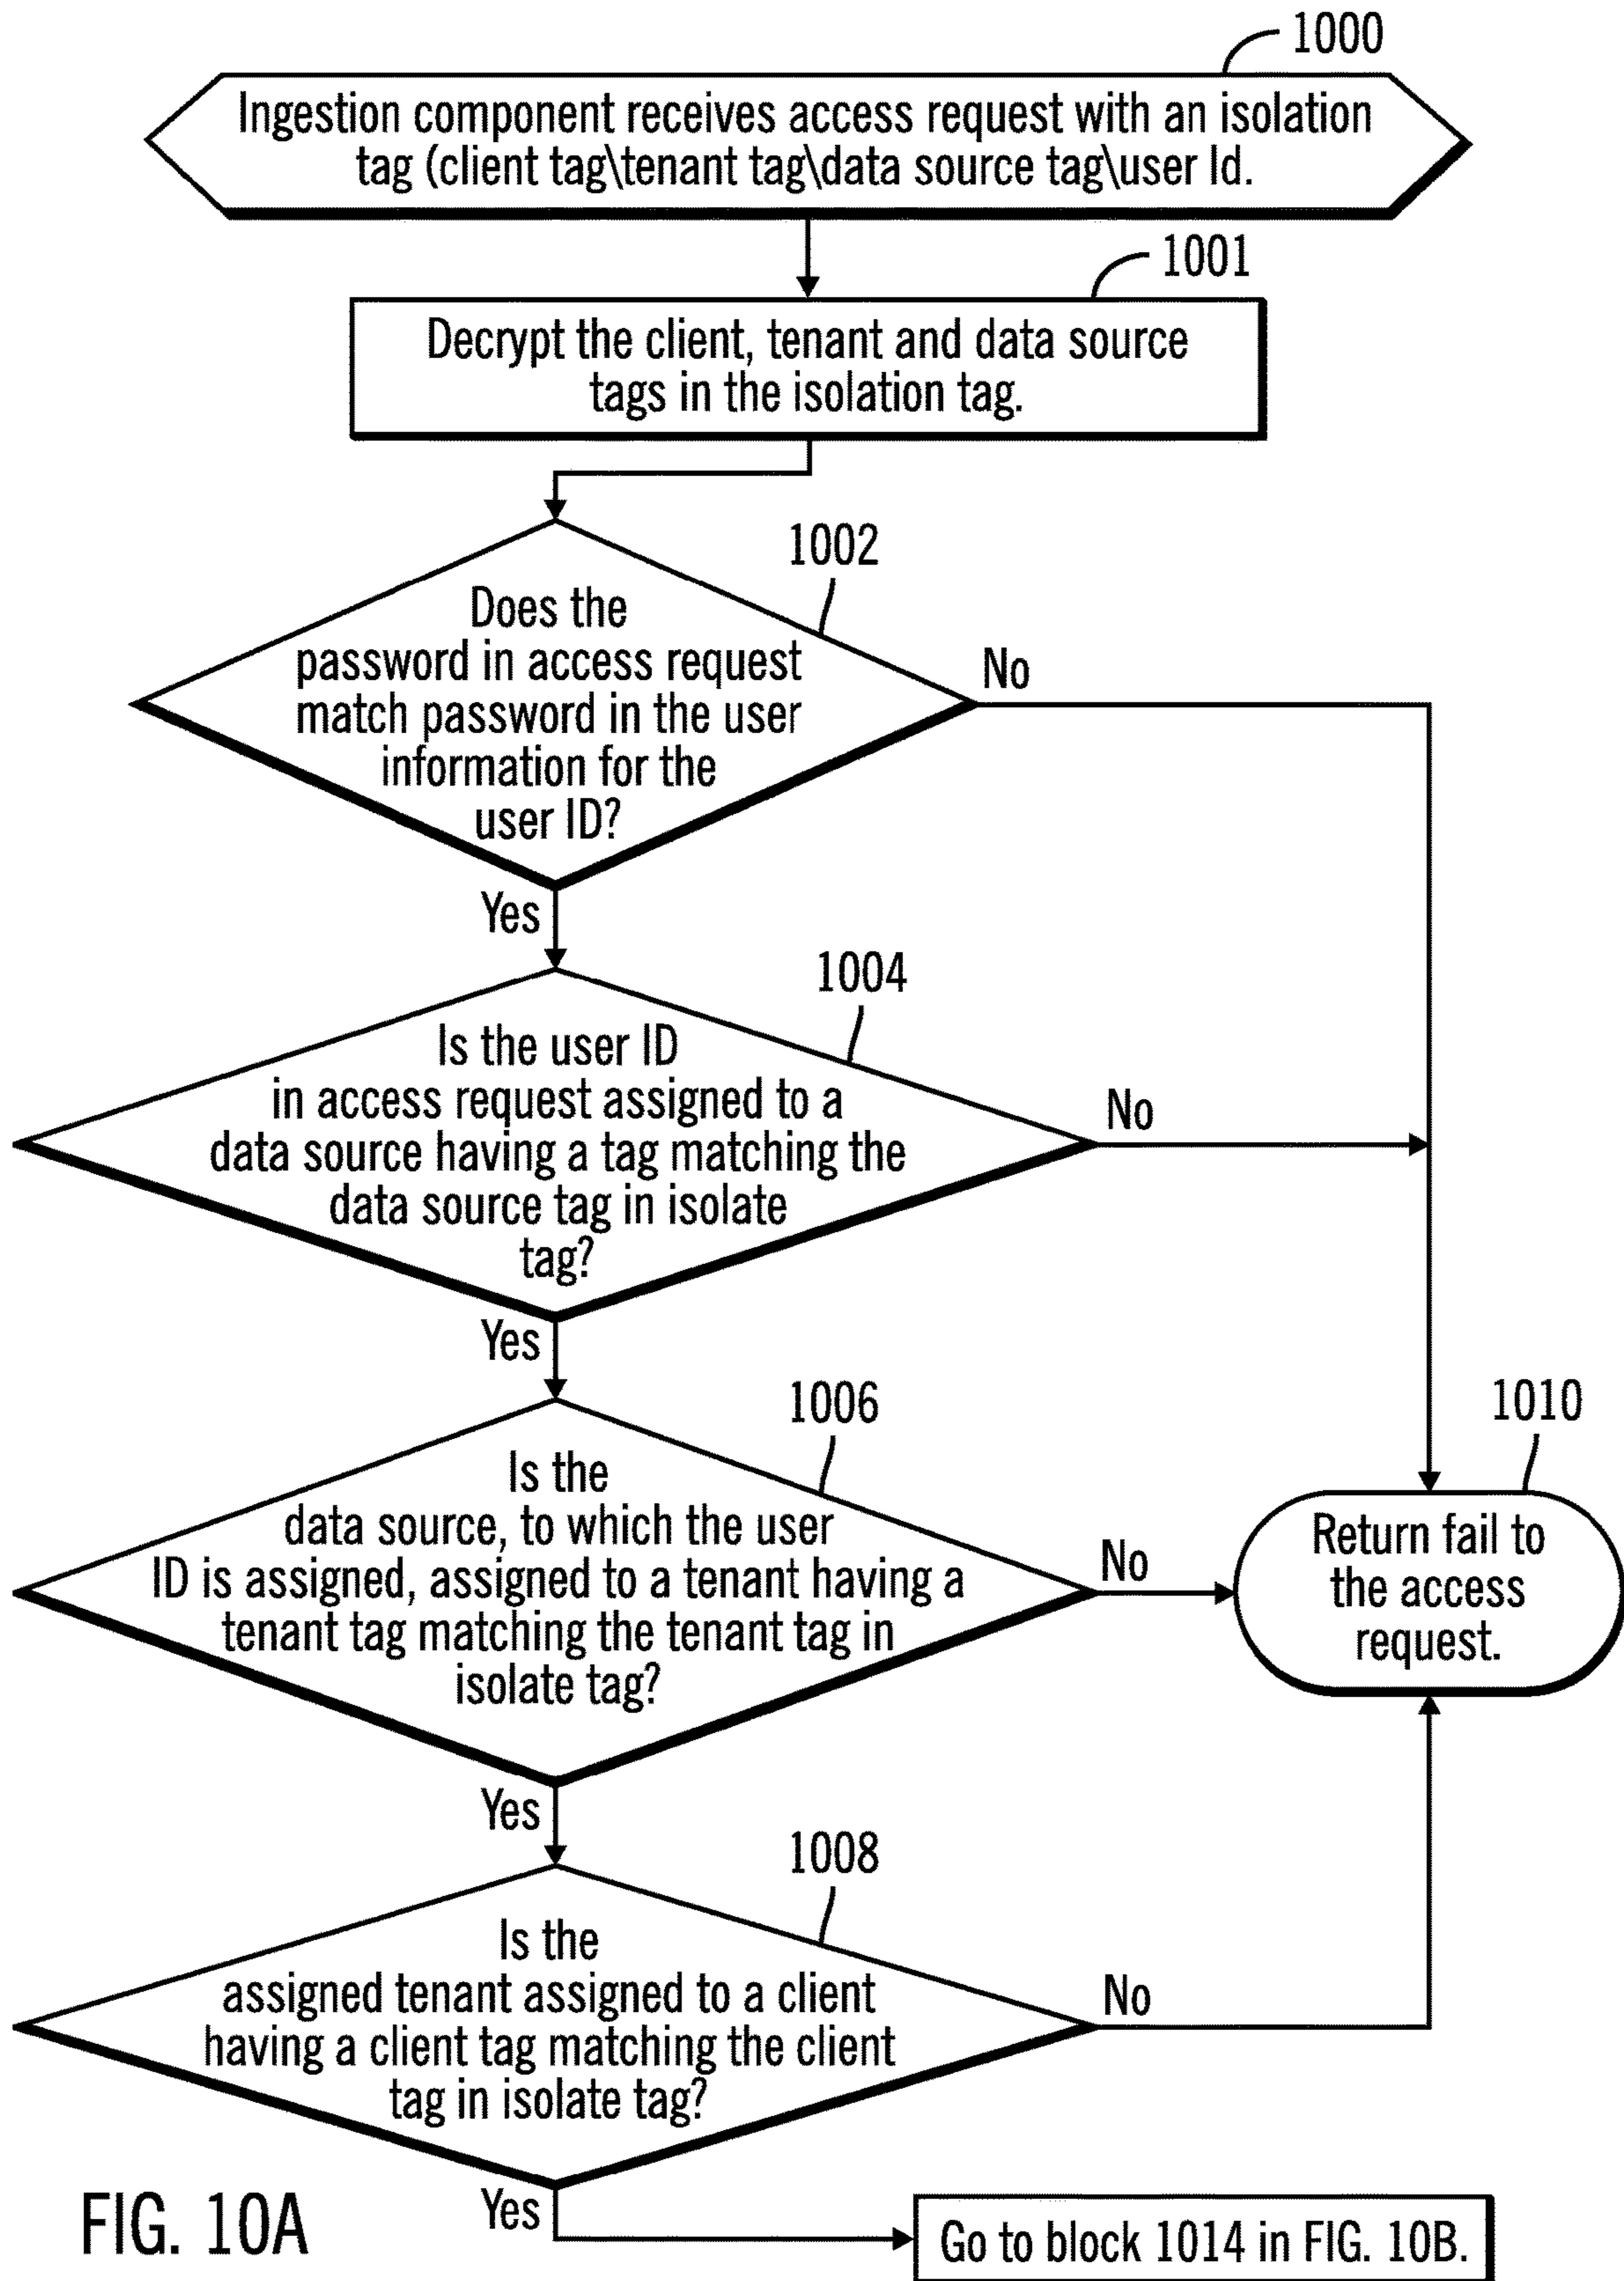 1000
Ingestion component receives access request with an isolation
tag (client tag\tenant tag\data source tag\user Id.
1001
Decrypt the client, tenant and data source
tags in the isolation tag.
1002
Does the
password in access request
match password in the user
information for the
user ID?
No
Yes
1004
Is the user ID
in access request assigned to a
data source having a tag matching the
data source tag in isolate
tag?
No
Yes
1006
Is the
data source, to which the user
ID is assigned, assigned to a tenant having a
tenant tag matching the tenant tag in
isolate tag?
No
1010
Return fail to
the access
request.
Yes
1008
Is the
assigned tenant assigned to a client
having a client tag matching the client
tag in isolate tag?
No
Yes
Go to block 1014 in FIG. 10B.
FIG. 10A